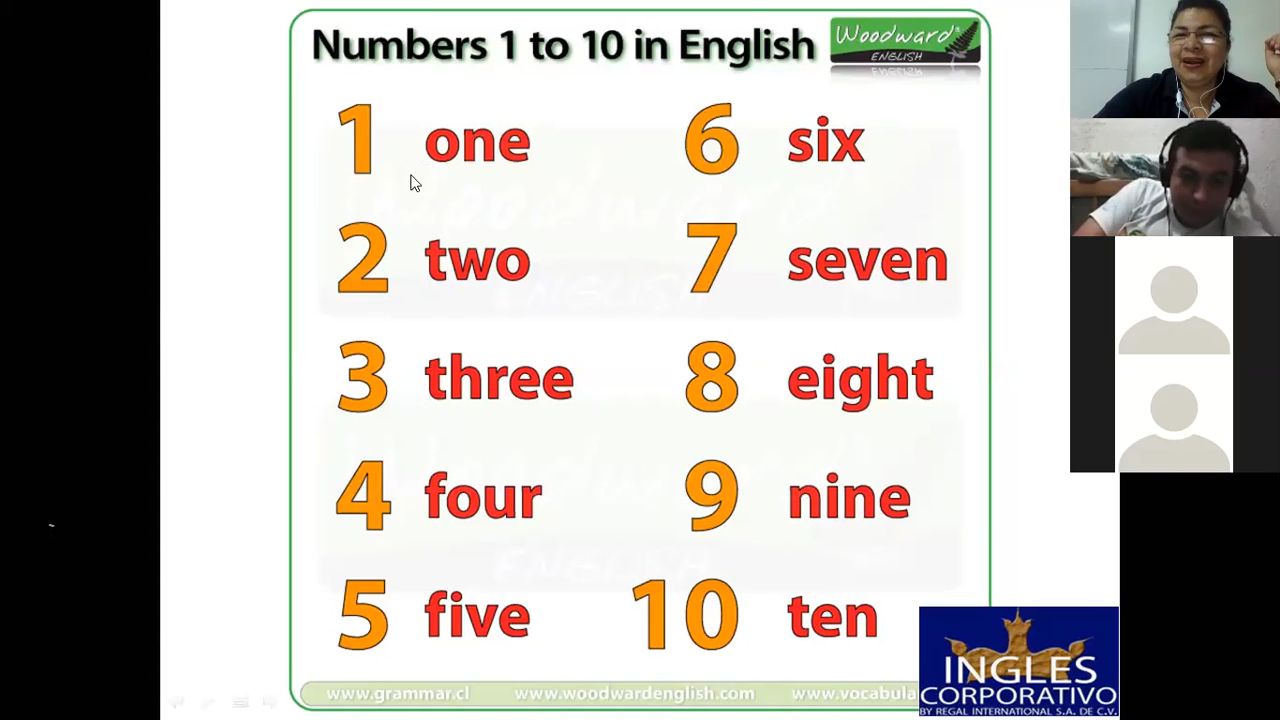 Numbers 1 to 10 in English
Woodward®
ENGLISH
1 one
2 two
3 three
4 four
5 five
6 six
7 seven
8 eight
9 nine
10 ten
www.grammar.cl www.woodwardenglish.com www.vocabula
INGLES
CORPORATIVO
BY REGAL INTERNATIONAL S.A. DE C.V.